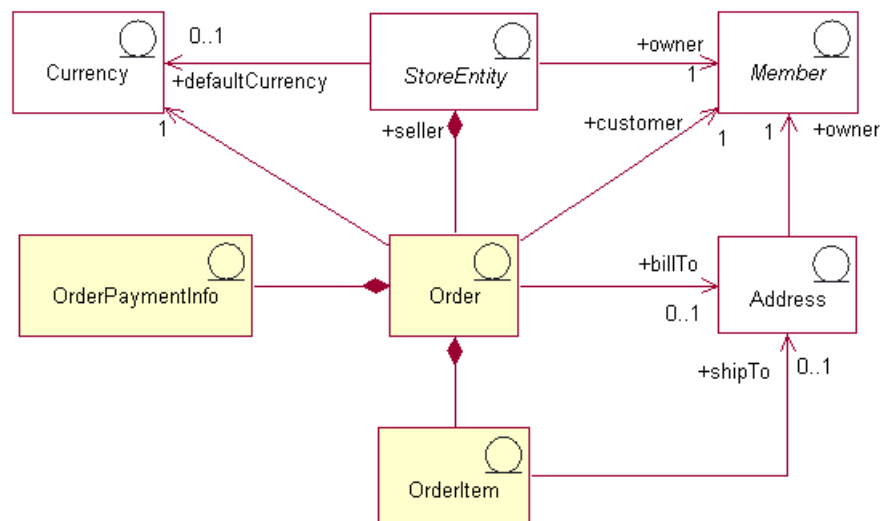 0..1
+owner
Currency
+defaultCurrency
StoreEntity
1
Member
+seller
+customer
1
1
1
+owner
+billTo
OrderPaymentInfo
Order
0..1
Address
+shipTo
0..1
OrderItem